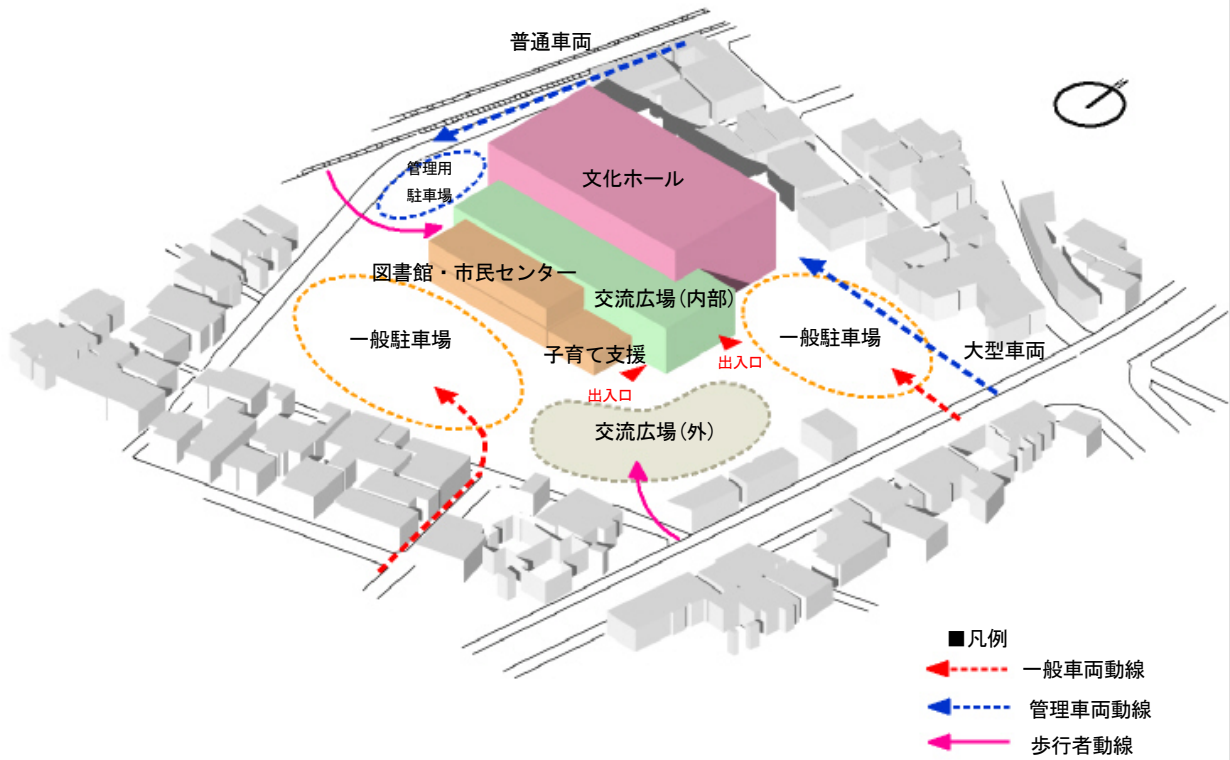 普通車両
管理用
駐車場
文化ホール
図書館・市民センター
交流広場(内部)
一般駐車場
一般駐車場
大型車両
子育て支援
出入口
出入口
交流広場(外)
■凡例
一般車両動線
管理車両動線
歩行者動線